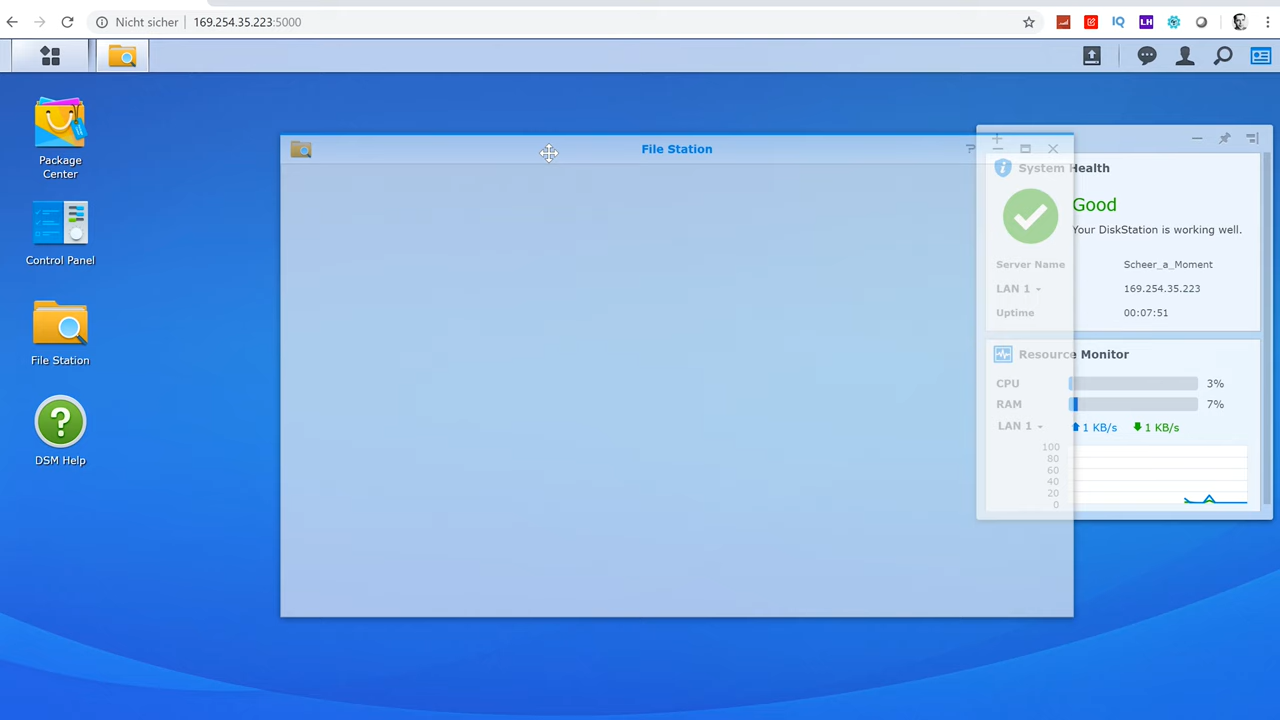 Nicht sicher
169.254.35.223:5000
IQ
LH
Package
Center
Control Panel
File Station
DSM Help
File Station
?
System Health
Good
Your DiskStation is working well.
Server Name Scheer_a_Moment
LAN 1 169.254.35.223
Uptime 00:07:51
Resource Monitor
CPU 3%
RAM 7%
LAN 1 1 KB/s 1 KB/s
100
80
60
40
20
0